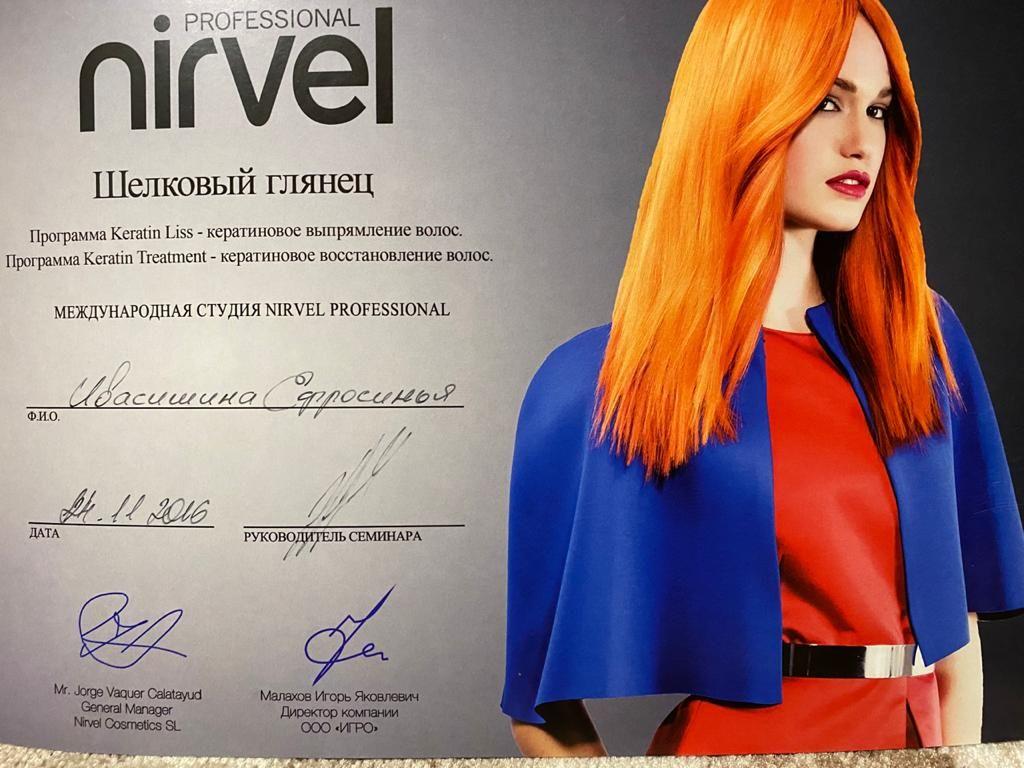 PROFESSIONAL
nirvel
Шелковый глянец
Программа Keratin Liss - кератиновое выпрямление волос.
Программа Keratin Treatment - кератиновое восстановление волос.
МЕЖДУНАРОДНАЯ СТУДИЯ NIRVEL PROFESSIONAL
Ивасишина Ефросинья
Ф.И.О.
24.11 2016
ДАТА
РУКОВОДИТЕЛЬ СЕМИНАРА
Mr. Jorge Vaquer Calatayud
General Manager
Nirvel Cosmetics SL
Малахов Игорь Яковлевич
Директор компании
ООО «ИГРО»